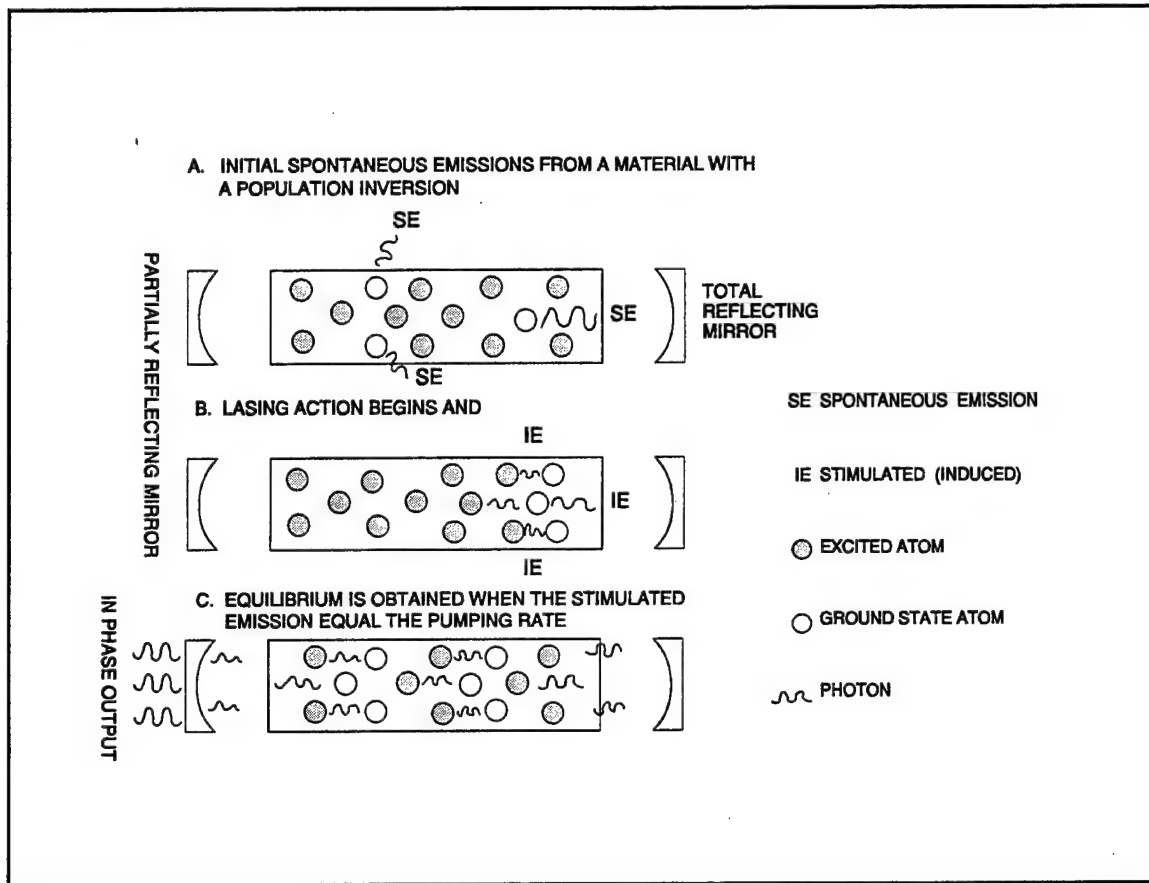 A. INITIAL SPONTANEOUS EMISSIONS FROM A MATERIAL WITH
A POPULATION INVERSION
SE
PARTIALLY REFLECTING MIRROR
SE
TOTAL
REFLECTING
MIRROR
SE
B. LASING ACTION BEGINS AND
IE
IE
IE
SE SPONTANEOUS EMISSION
IE STIMULATED (INDUCED)
EXCITED ATOM
GROUND STATE ATOM
PHOTON
C. EQUILIBRIUM IS OBTAINED WHEN THE STIMULATED
EMISSION EQUAL THE PUMPING RATE
IN PHASE OUTPUT